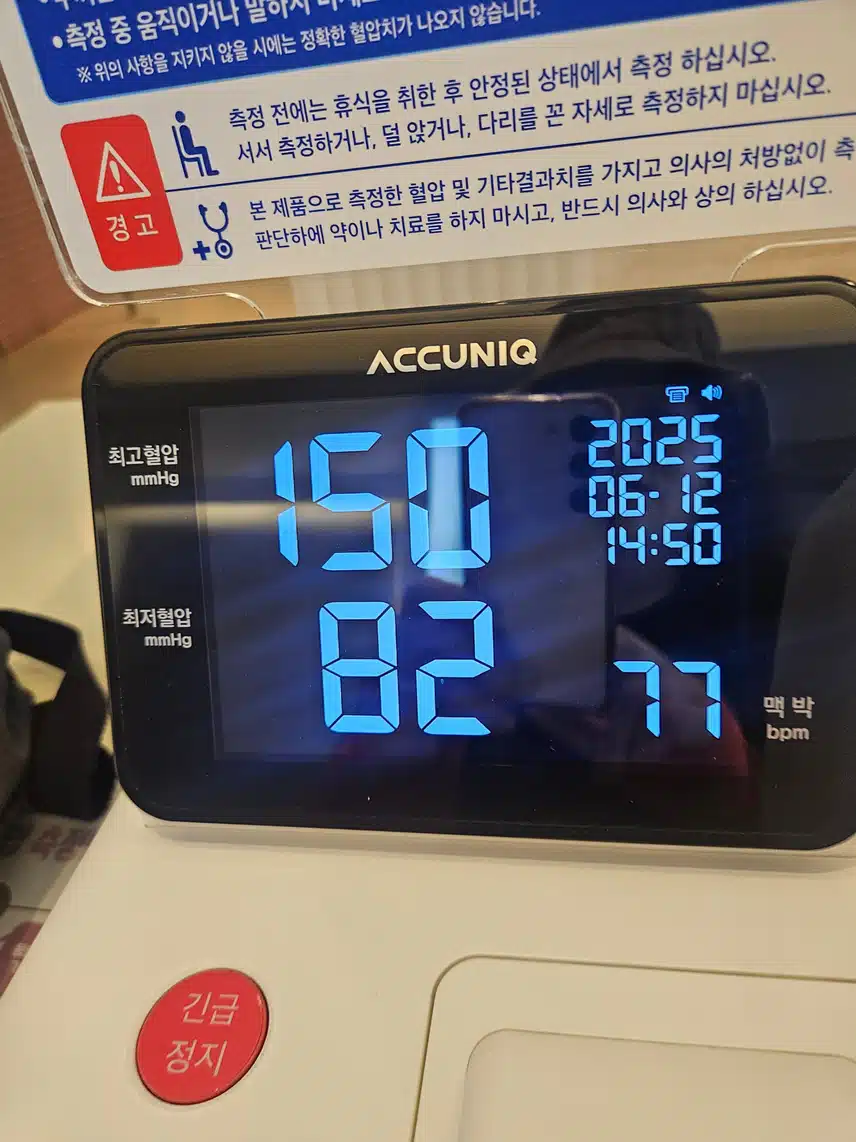 •측정 중 움직이거나 말하지
※ 위의 사항을 지키지 않을 시에는 정확한 혈압치가 나오지 않습니다.
경고
측정 전에는 휴식을 취한 후 안정된 상태에서 측정 하십시오.
서서 측정하거나, 덜 앉거나, 다리를 꼰 자세로 측정하지 마십시오.
본 제품으로 측정한 혈압 및 기타결과치를 가지고 의사의 처방없이 측
판단하에 약이나 치료를 하지 마시고, 반드시 의사와 상의 하십시오.
ACCUNIQ
최고혈압
mmHg
150
2025
06-12
14:50
최저혈압
mmHg
82
77
맥박
bpm
긴급
정지